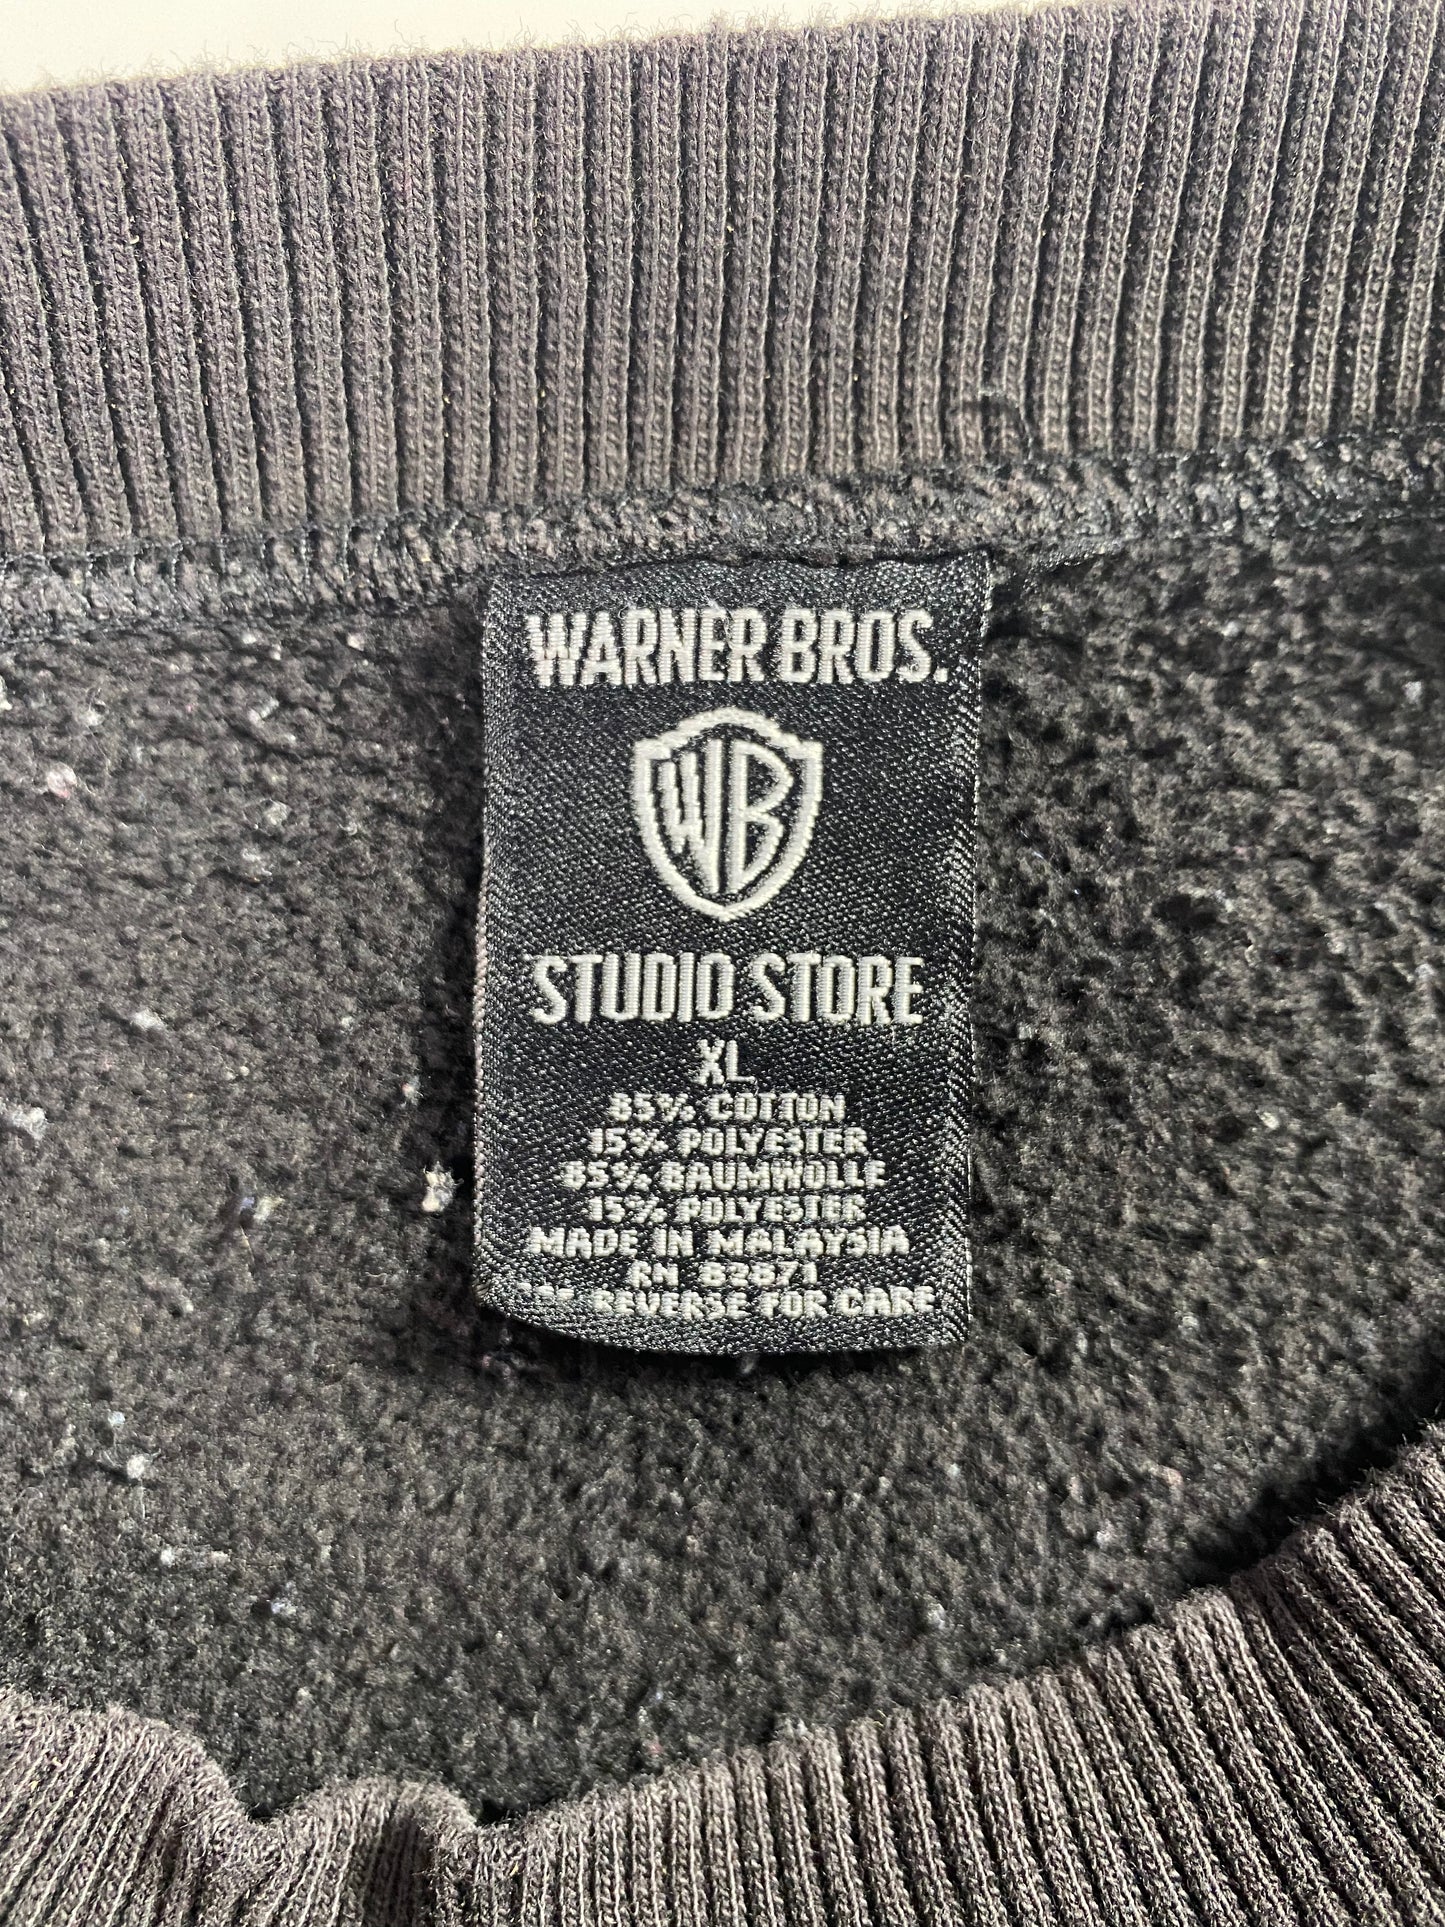 WARNER BROS.
WB
STUDIO STORE
XL
85% COTTON
15% POLYESTER
85% BAUMWOLLE
15% POLYESTER
MADE IN MALAYSIA
RN 82871
REVERSE FOR CARE